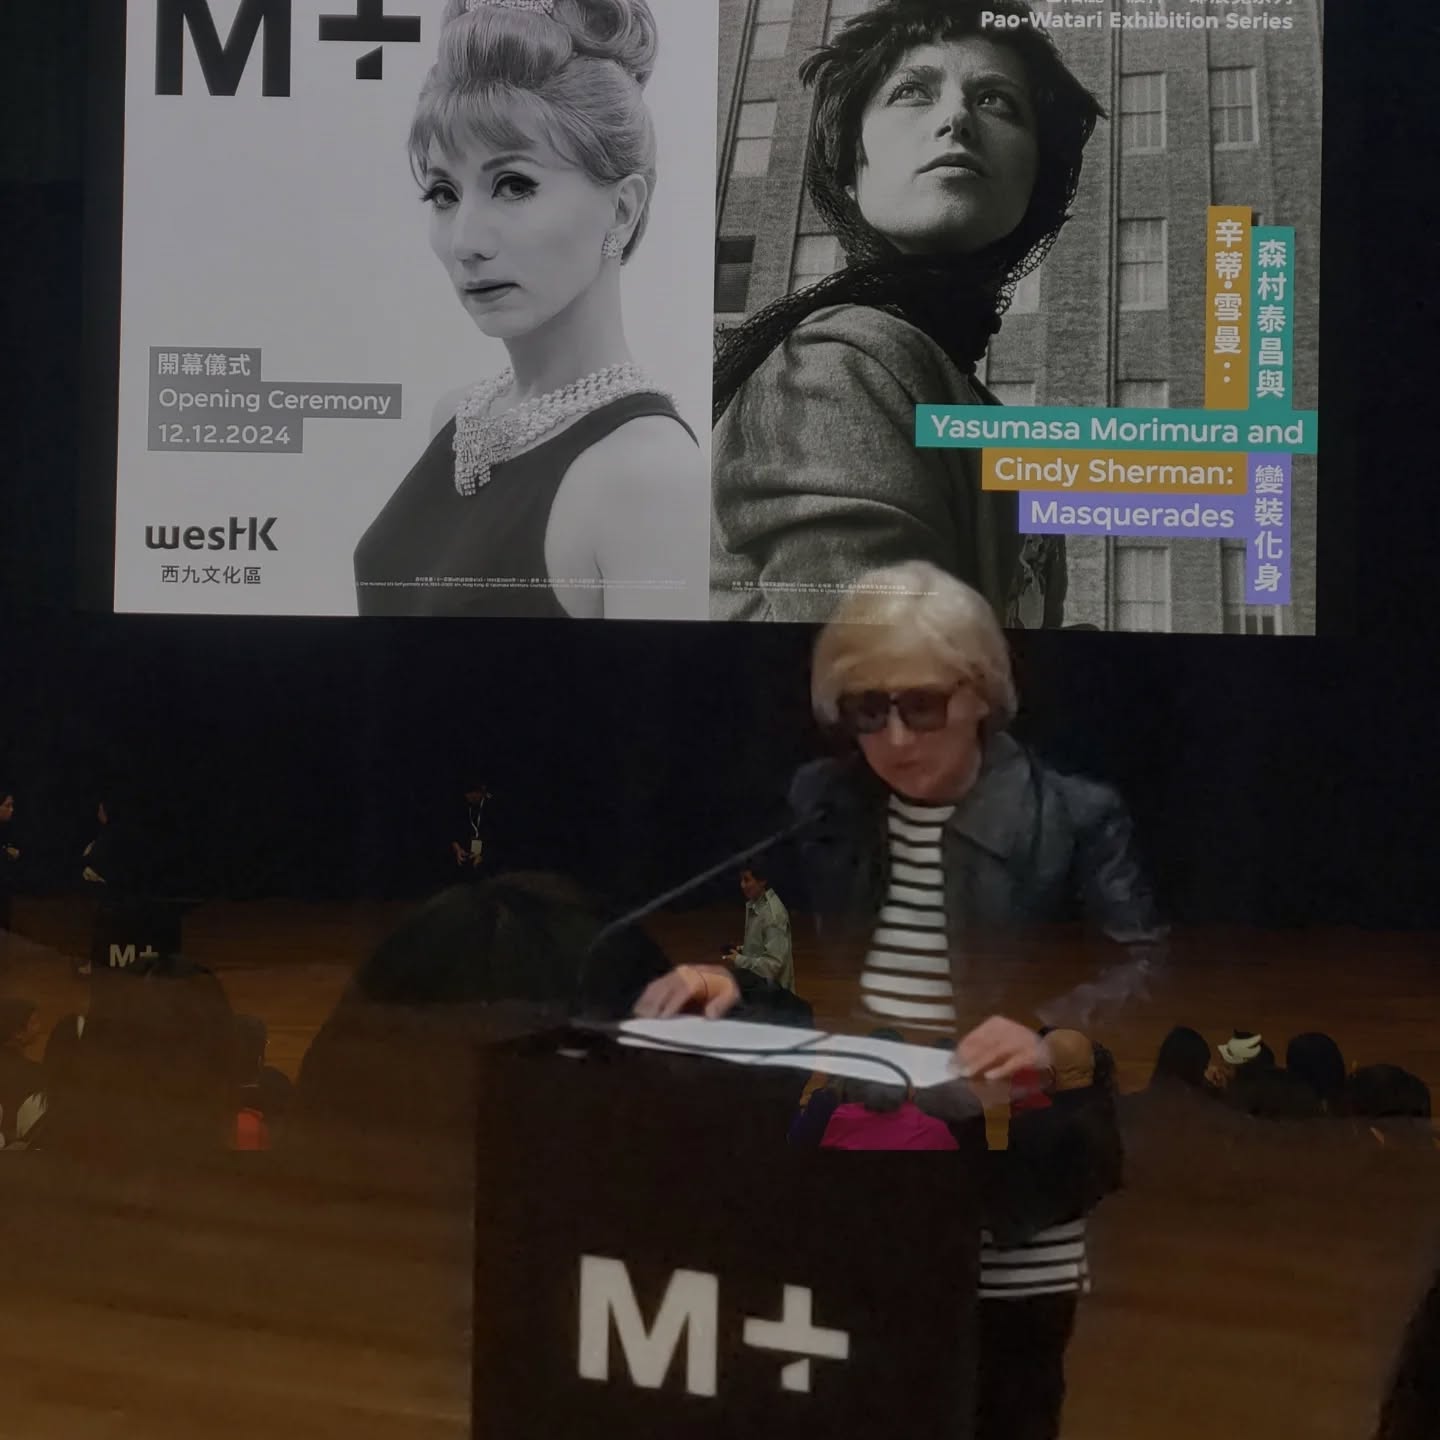 M+
Pao-Watari Exhibition Series
開幕儀式
Opening Ceremony
12.12.2024
westK
西九文化區
辛蒂·雪曼：
森村泰昌與
Yasumasa Morimura and
Cindy Sherman:
Masquerades
變裝化身
M+
M+